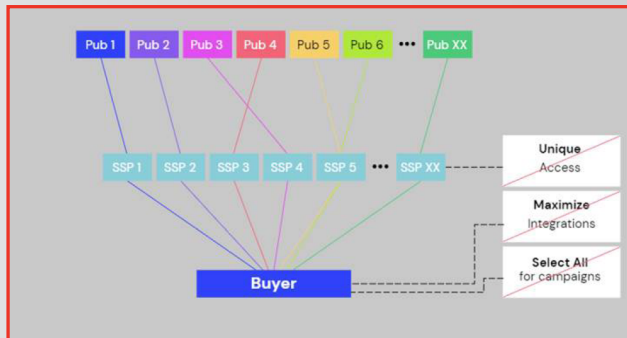 Pub 1 Pub 2 Pub 3 Pub 4 Pub 5 Pub 6 ••• Pub XX
SSP 1 SSP 2 SSP 3 SSP 4 SSP 5 ••• SSP XX
Unique
Access
Maximize
Integrations
Select All
for campaigns
Buyer